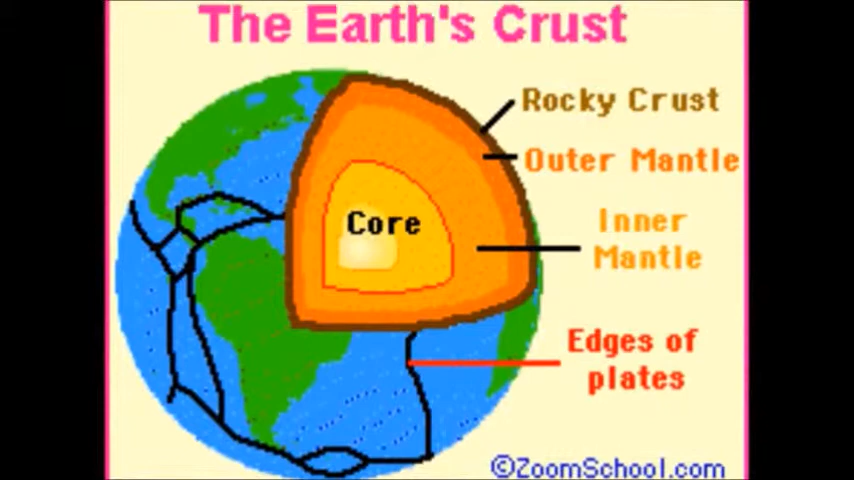 The Earth's Crust
Rocky Crust
Outer Mantle
Core
Inner
Mantle
Edges of
plates
©ZoomSchool.com